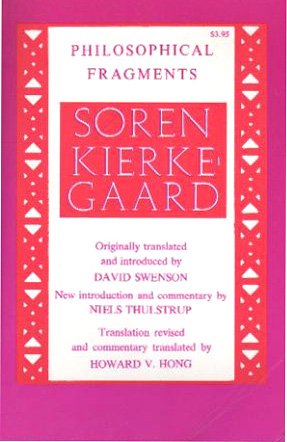 $3.95
PHILOSOPHICAL
FRAGMENTS
SOREN
KIERKE-
GAARD
Originally translated
and introduced by
DAVID SWENSON
New introduction and commentary by
NIELS THULSTRUP
Translation revised
and commentary translated by
HOWARD V. HONG